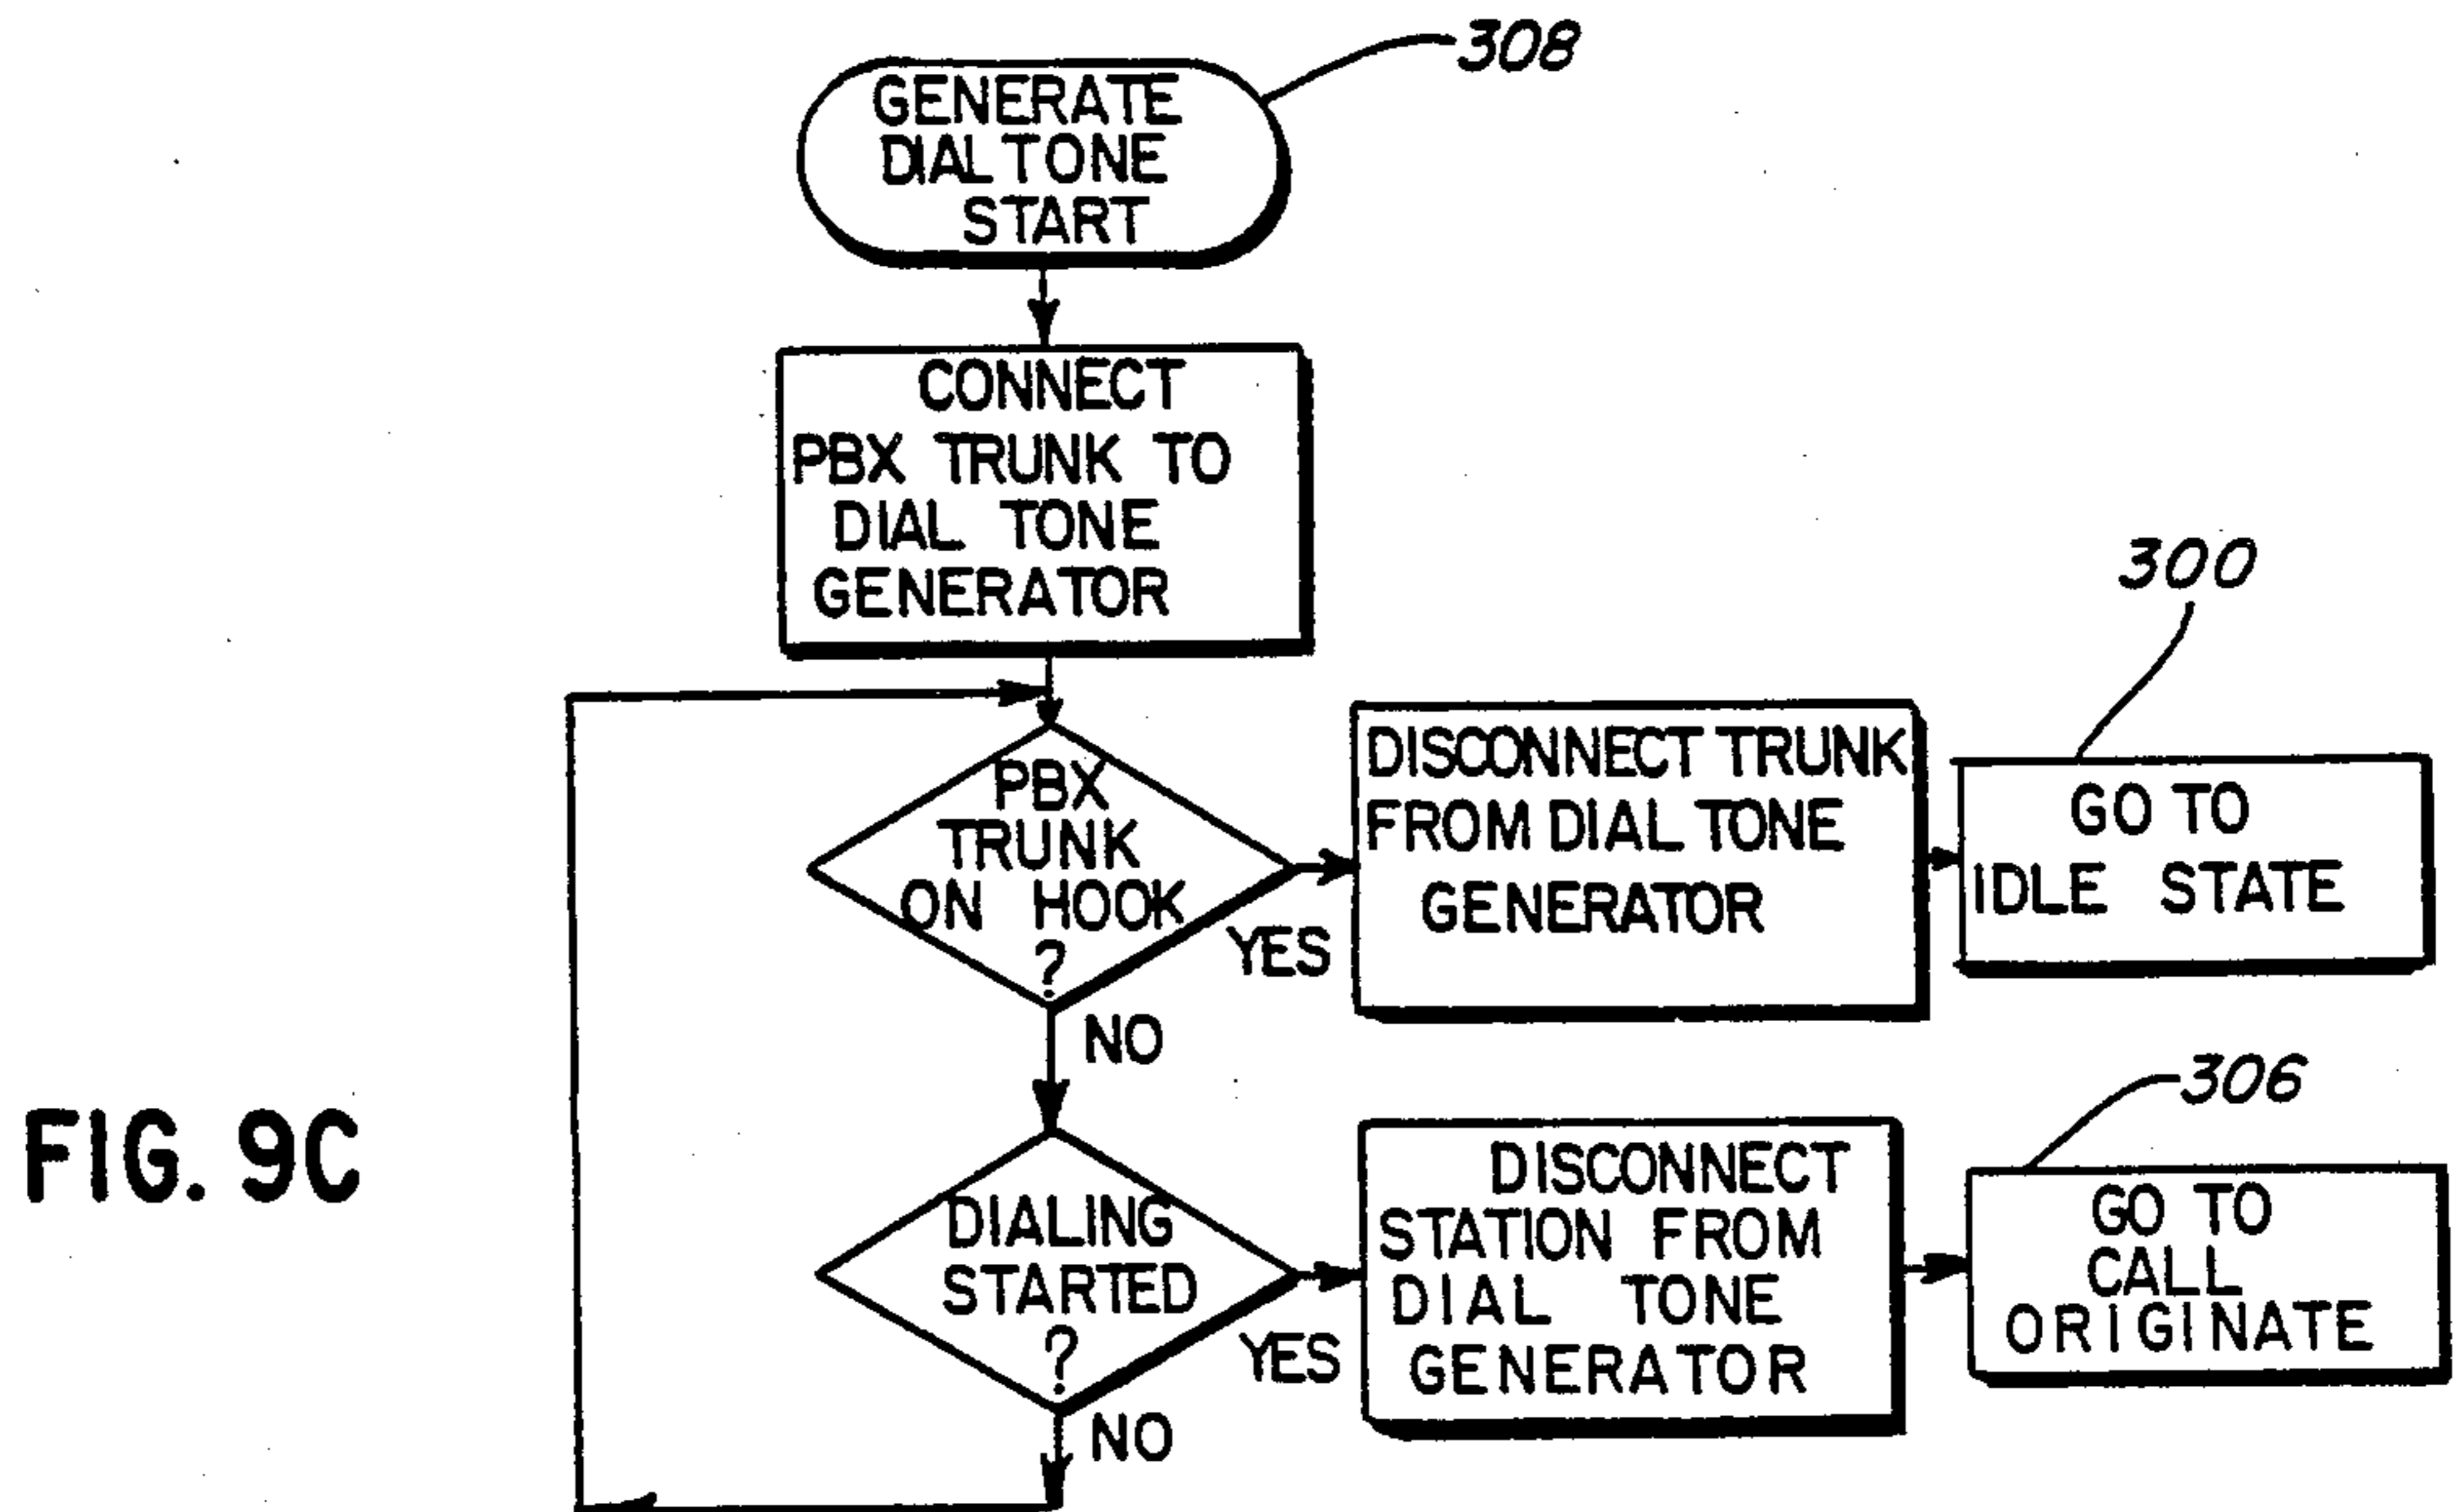 308
GENERATE
DIAL TONE
START
CONNECT
PBX TRUNK TO
DIAL TONE
GENERATOR
300
PBX
TRUNK
ON HOOK
?
YES
NO
DISCONNECT TRUNK
FROM DIAL TONE
GENERATOR
GO TO
IDLE STATE
306
FIG. 9C
DIALING
STARTED
?
YES
NO
DISCONNECT
STATION FROM
DIAL TONE
GENERATOR
GO TO
CALL
ORIGINATE